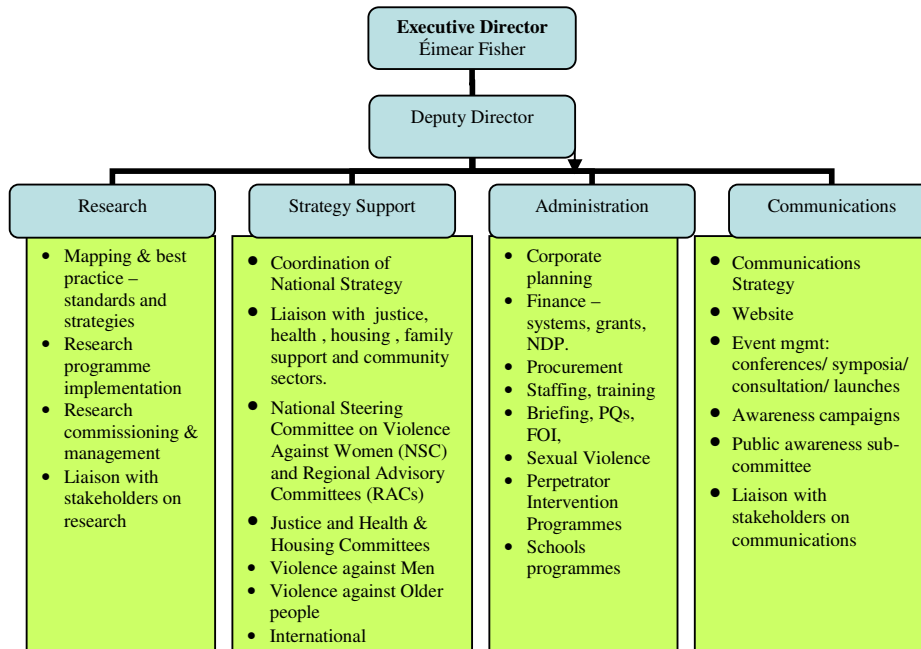 Executive Director
Éimear Fisher
Deputy Director
Research
• Mapping & best
practice –
standards and
strategies
• Research
programme
implementation
• Research
commissioning &
management
• Liaison with
stakeholders on
research
Strategy Support
• Coordination of
National Strategy
• Liaison with justice,
health , housing , family
support and community
sectors.
• National Steering
Committee on Violence
Against Women (NSC)
and Regional Advisory
Committees (RACs)
• Justice and Health &
Housing Committees
• Violence against Men
• Violence against Older
people
• International
Administration
• Corporate
planning
• Finance –
systems, grants,
NDP.
• Procurement
• Staffing, training
• Briefing, PQs,
FOI,
• Sexual Violence
• Perpetrator
Intervention
Programmes
• Schools
programmes
Communications
• Communications
Strategy
• Website
• Event mgmt:
conferences/ symposia/
consultation/ launches
• Awareness campaigns
• Public awareness sub-
committee
• Liaison with
stakeholders on
communications